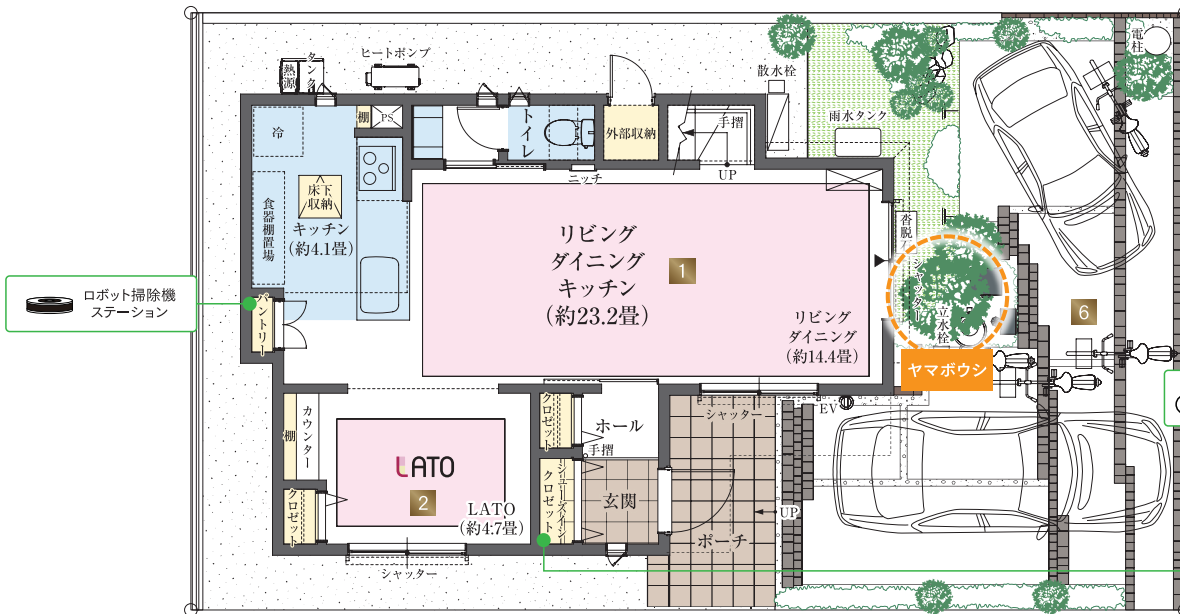 ヒートポンプ
タンク
熱源
電柱
散水栓
冷
棚
PS
トイレ
外部収納
手摺
雨水タンク
UP
ニッチ
床下
収納
キッチン
(約4.1畳)
食器棚置場
リビング
ダイニング
キッチン
(約23.2畳)
1
沓脱
シャッター
立水栓
ロボット掃除機
ステーション
パントリー
リビング
ダイニング
(約14.4畳)
6
ヤマボウシ
シャッター
EV
カウンター
棚
クロゼット
ホール
手摺
LATO
2
LATO
(約4.7畳)
クロゼット
シューズイン
クロゼット
玄関
UP
ポーチ
シャッター